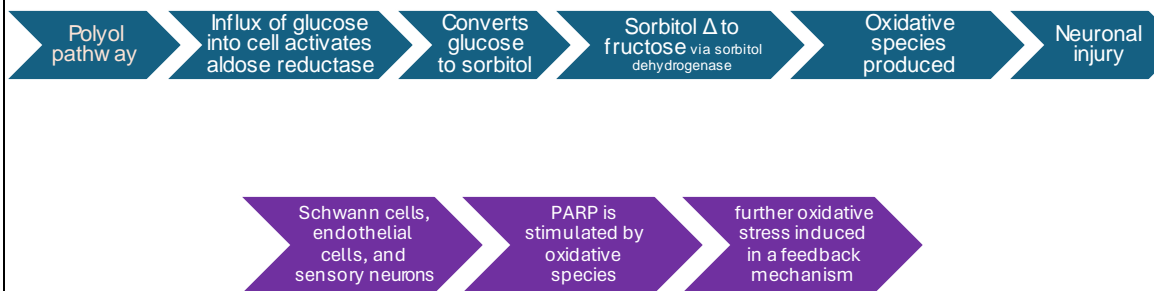 Polyol
pathway
Influx of glucose
into cell activates
aldose reductase
Converts
glucose
to sorbitol
Sorbitol Δ to
fructose via sorbitol
dehydrogenase
Oxidative
species
produced
Neuronal
injury
Schwann cells,
endothelial
cells, and
sensory neurons
PARP is
stimulated by
oxidative
species
further oxidative
stress induced
in a feedback
mechanism